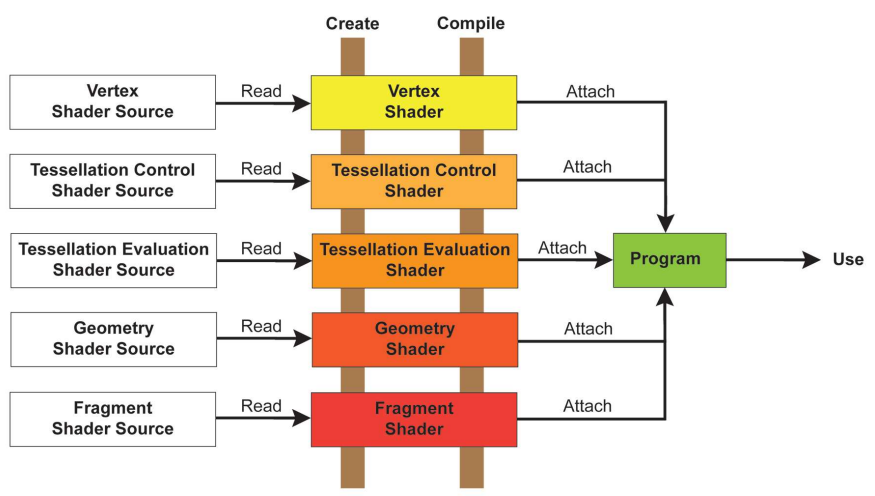 Create
Compile
Vertex
Shader Source
Read
Vertex
Shader
Attach
Tessellation Control
Shader Source
Read
Tessellation Control
Shader
Attach
Tessellation Evaluation
Shader Source
Read
Tessellation Evaluation
Shader
Attach
Program
Use
Geometry
Shader Source
Read
Geometry
Shader
Attach
Fragment
Shader Source
Read
Fragment
Shader
Attach